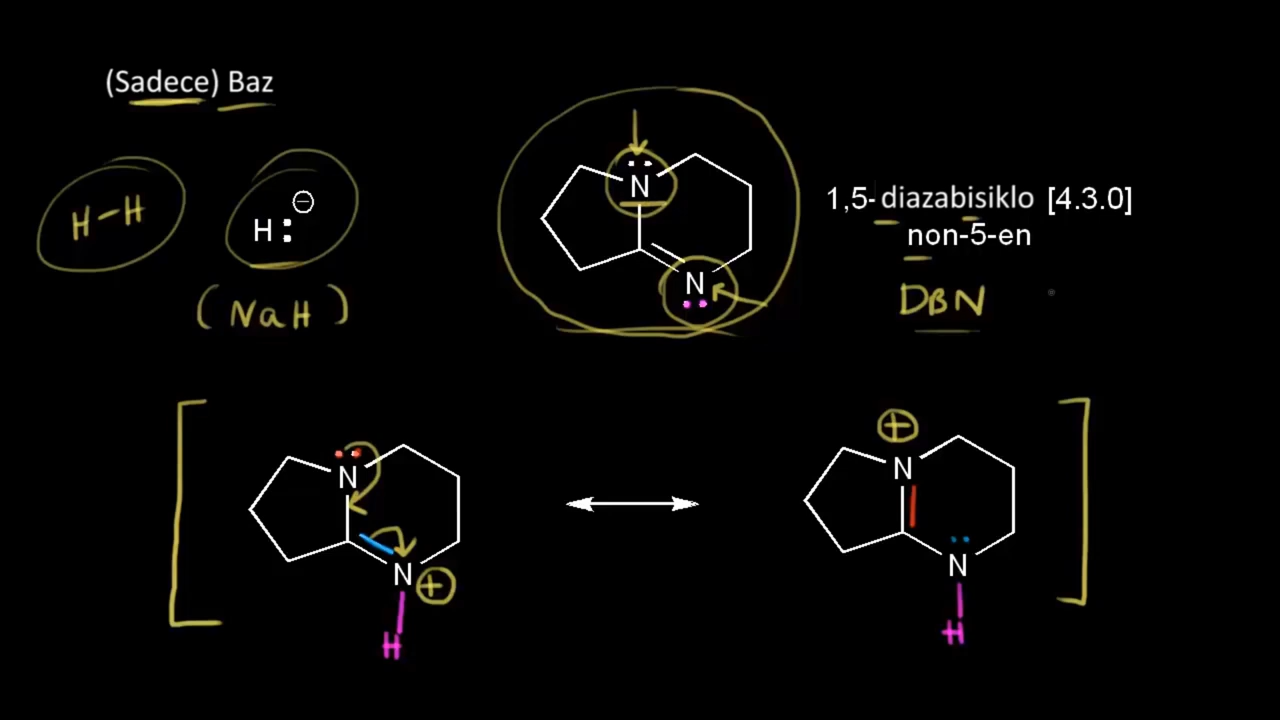 (Sadece) Baz
H–H
H:⊖
(NaH)
N
N
1,5-diazabisiklo [4.3.0]
non-5-en
DBN
N
N+
H
+
N
N
H